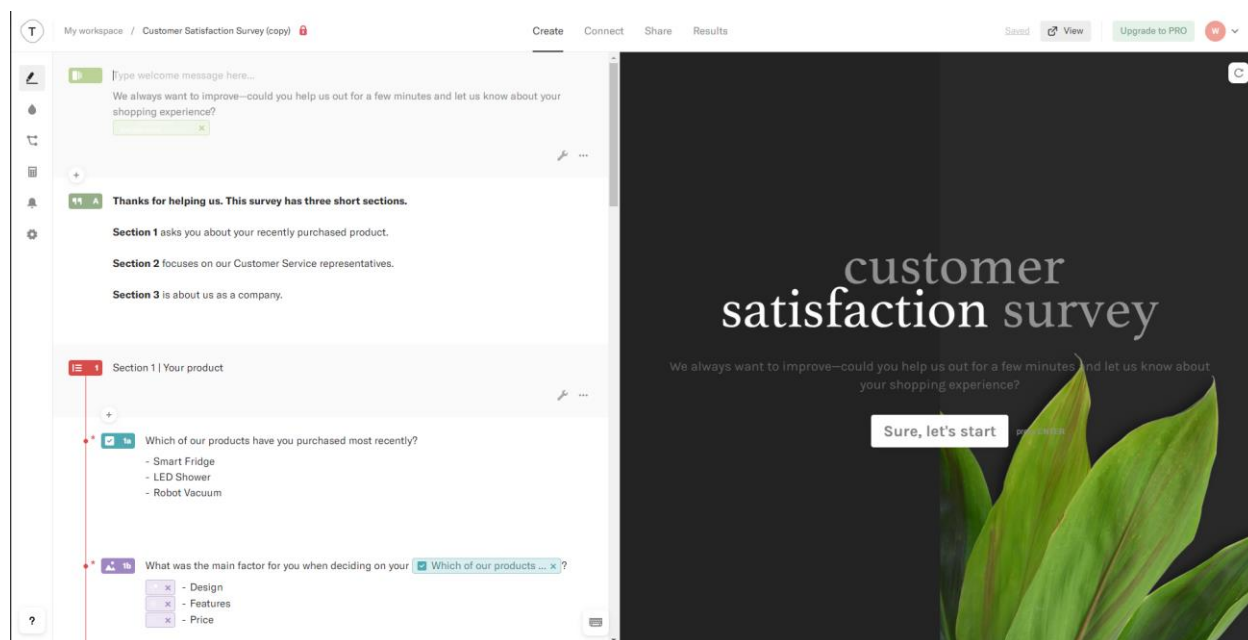 T
My workspace / Customer Satisfaction Survey (copy)
Create
Connect
Share
Results
Saved
View
Upgrade to PRO
W
Type welcome message here...
We always want to improve—could you help us out for a few minutes and let us know about your
shopping experience?
A
Thanks for helping us. This survey has three short sections.
Section 1 asks you about your recently purchased product.
Section 2 focuses on our Customer Service representatives.
Section 3 is about us as a company.
1
Section 1 | Your product
* 1a Which of our products have you purchased most recently?
- Smart Fridge
- LED Shower
- Robot Vacuum
* 1b What was the main factor for you when deciding on your Which of our products ... × ?
- Design
- Features
- Price
?
customer
satisfaction survey
We always want to improve—could you help us out for a few minutes and let us know about
your shopping experience?
Sure, let's start
press ENTER